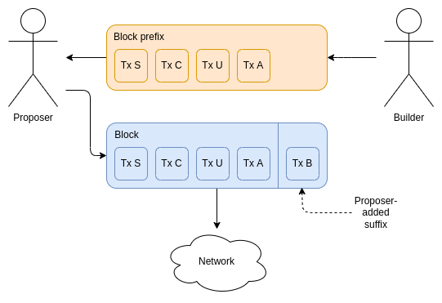 Block prefix
Tx S Tx C Tx U Tx A
Proposer
Builder
Block
Tx S Tx C Tx U Tx A Tx B
Proposer-
added
suffix
Network